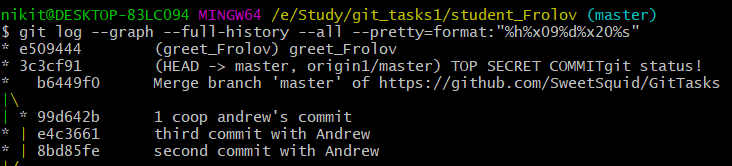 nikit@DESKTOP-83LC094 MINGW64 /e/Study/git_tasks1/student_Frolov (master)
$ git log --graph --full-history --all --pretty=format:"%h%x09%d%x20%s"
* e509444 (greet_Frolov) greet_Frolov
* 3c3cf91 (HEAD -> master, origin1/master) TOP SECRET COMMITgit status!
* b6449f0 Merge branch 'master' of https://github.com/SweetSquid/GitTasks
|\
| * 99d642b 1 coop andrew's commit
* | e4c3661 third commit with Andrew
* | 8bd85fe second commit with Andrew
|/